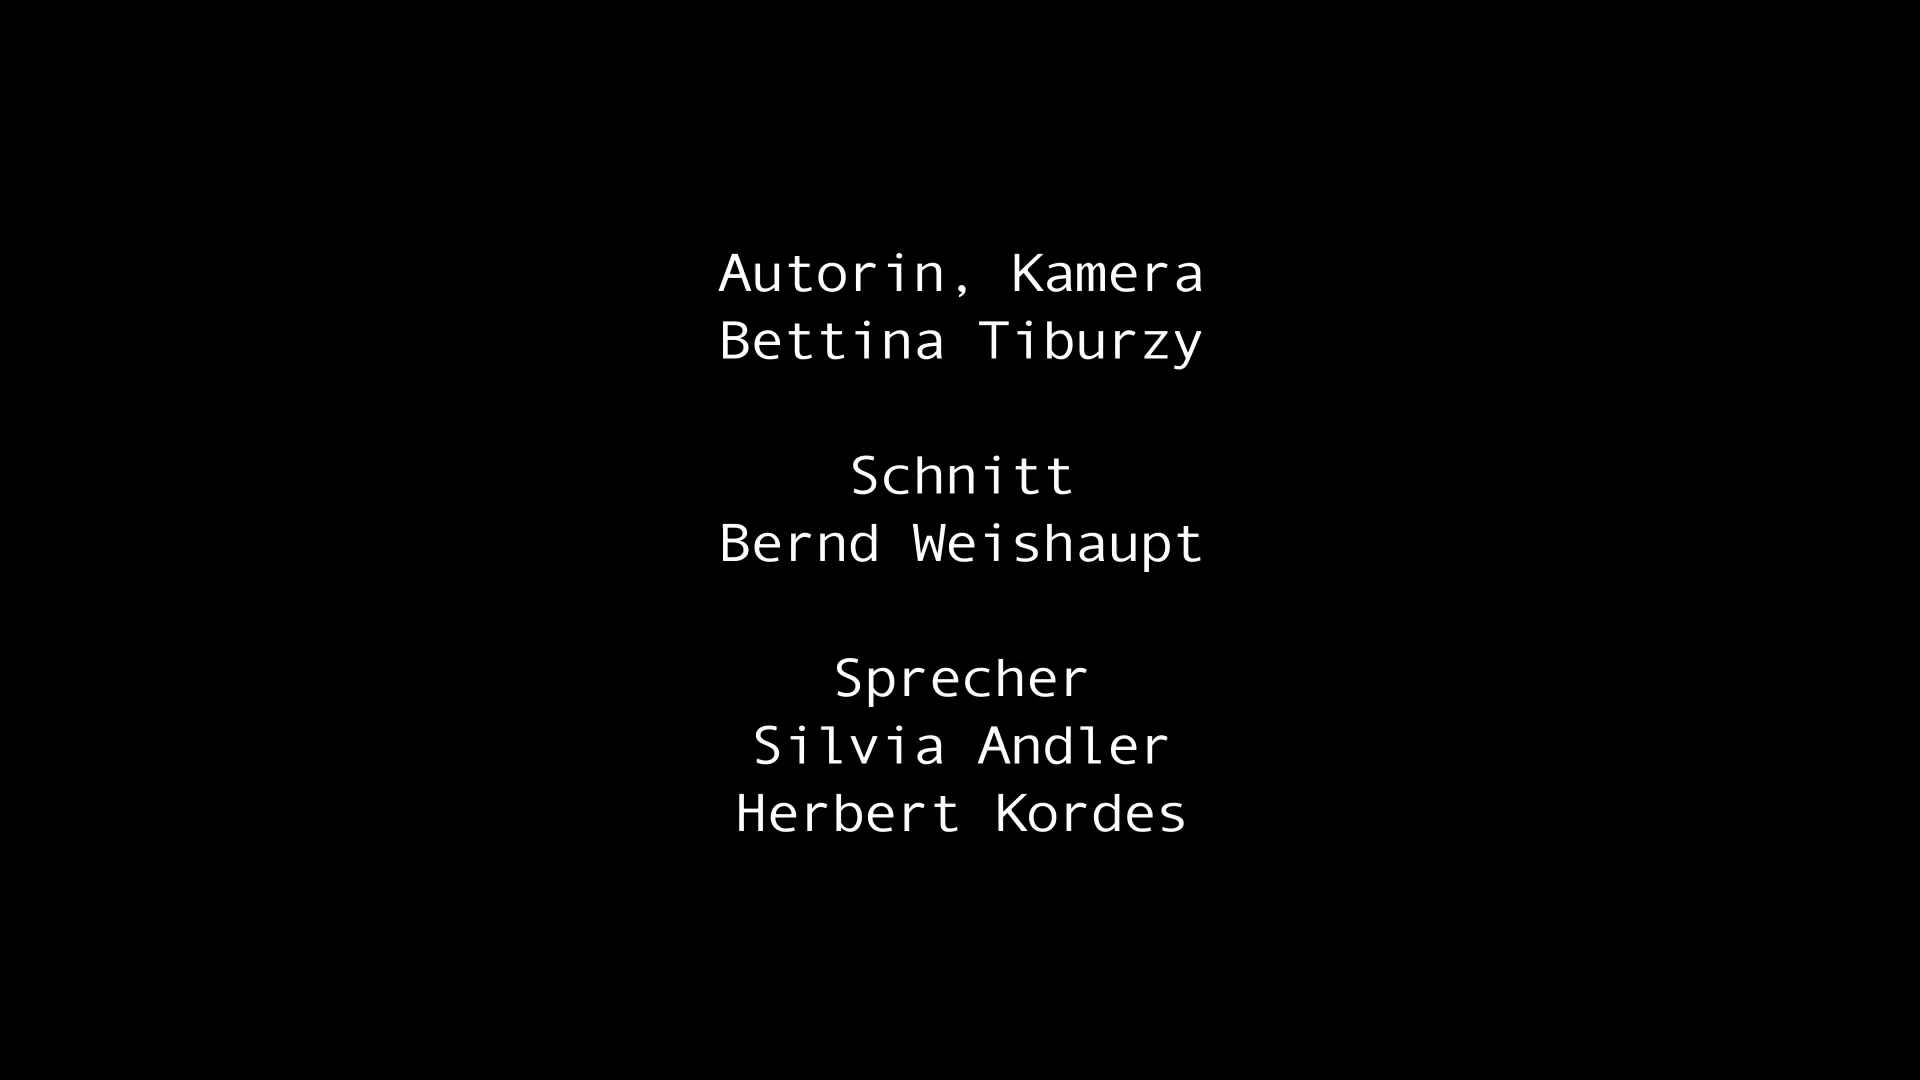 Autorin, Kamera
Bettina Tiburzy
Schnitt
Bernd Weishaupt
Sprecher
Silvia Andler
Herbert Kordes